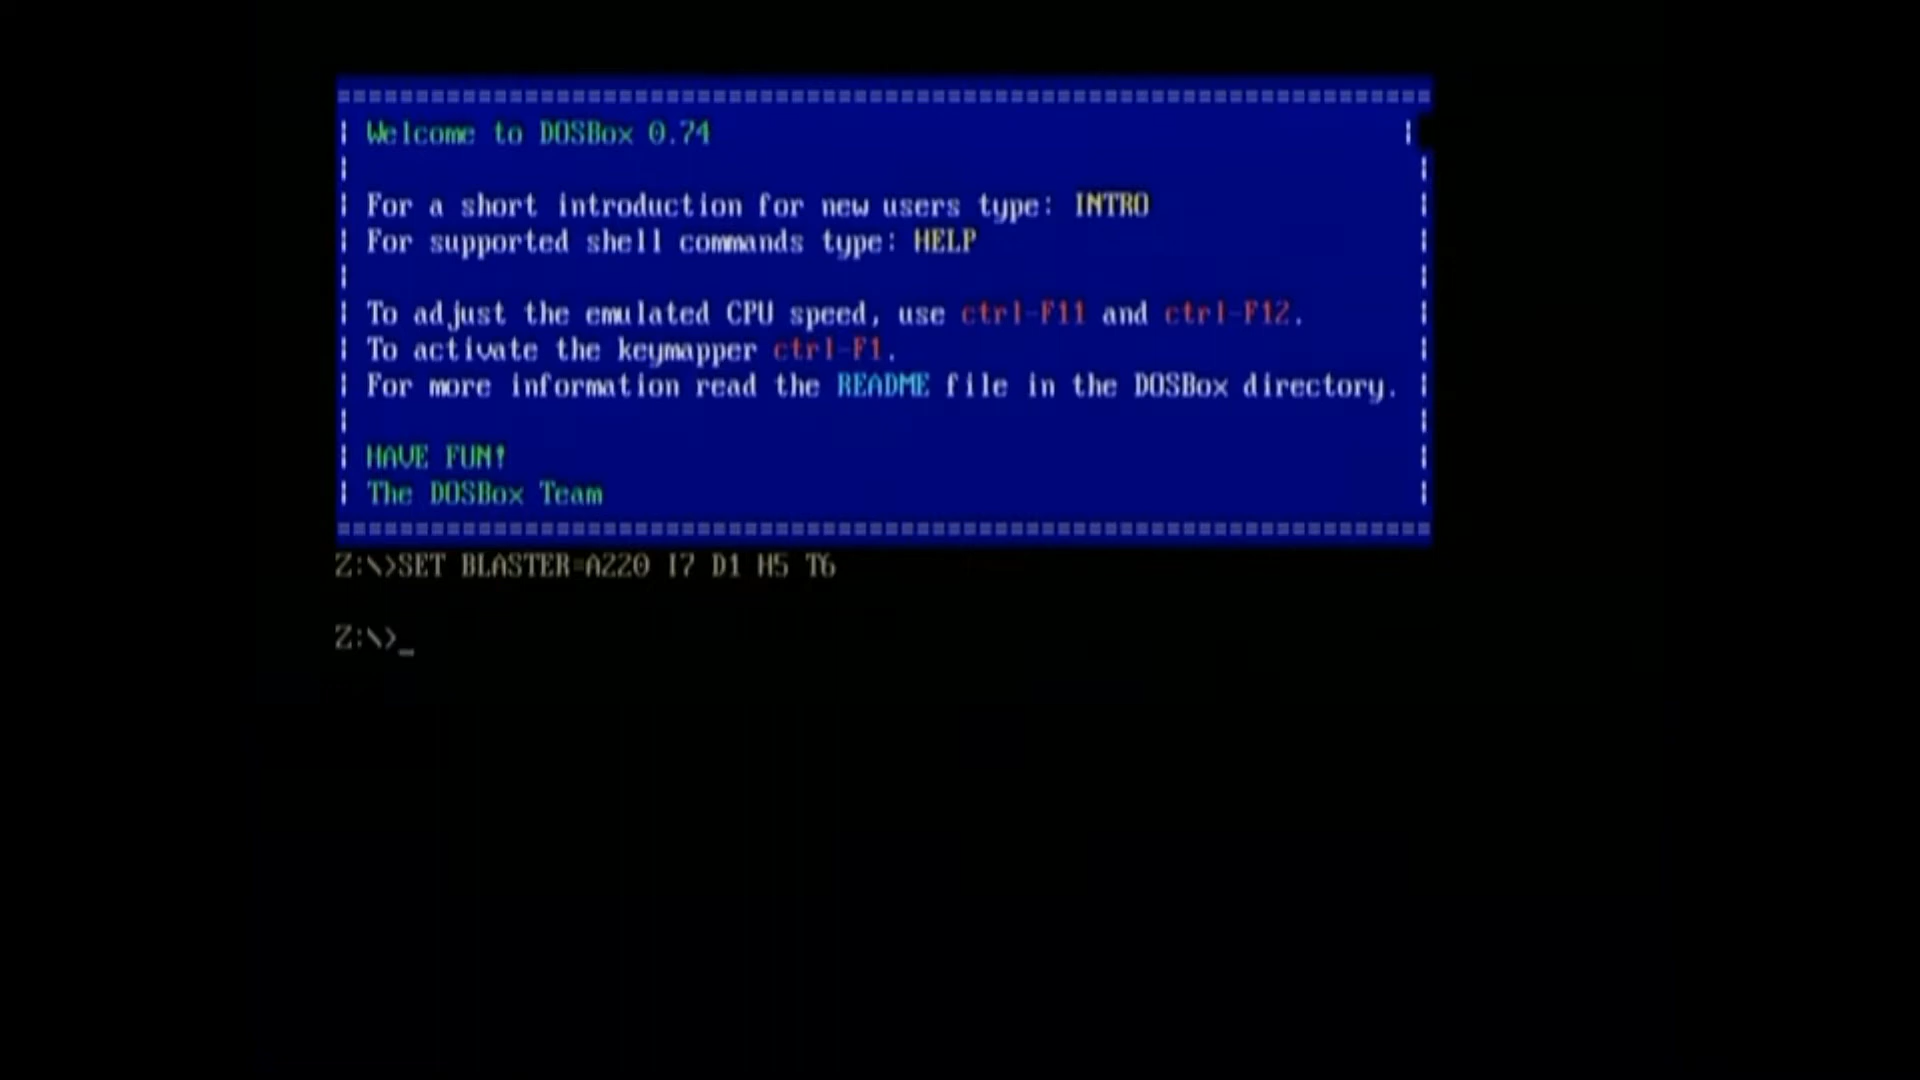 Welcome to DOSBox 0.74
For a short introduction for new users type: INTRO
For supported shell commands type: HELP
To adjust the emulated CPU speed, use ctrl-F11 and ctrl-F12.
To activate the keymapper ctrl-F1.
For more information read the README file in the DOSBox directory.
HAVE FUN!
The DOSBox Team
Z:\>SET BLASTER=A220 I7 D1 H5 T6
Z:\>_